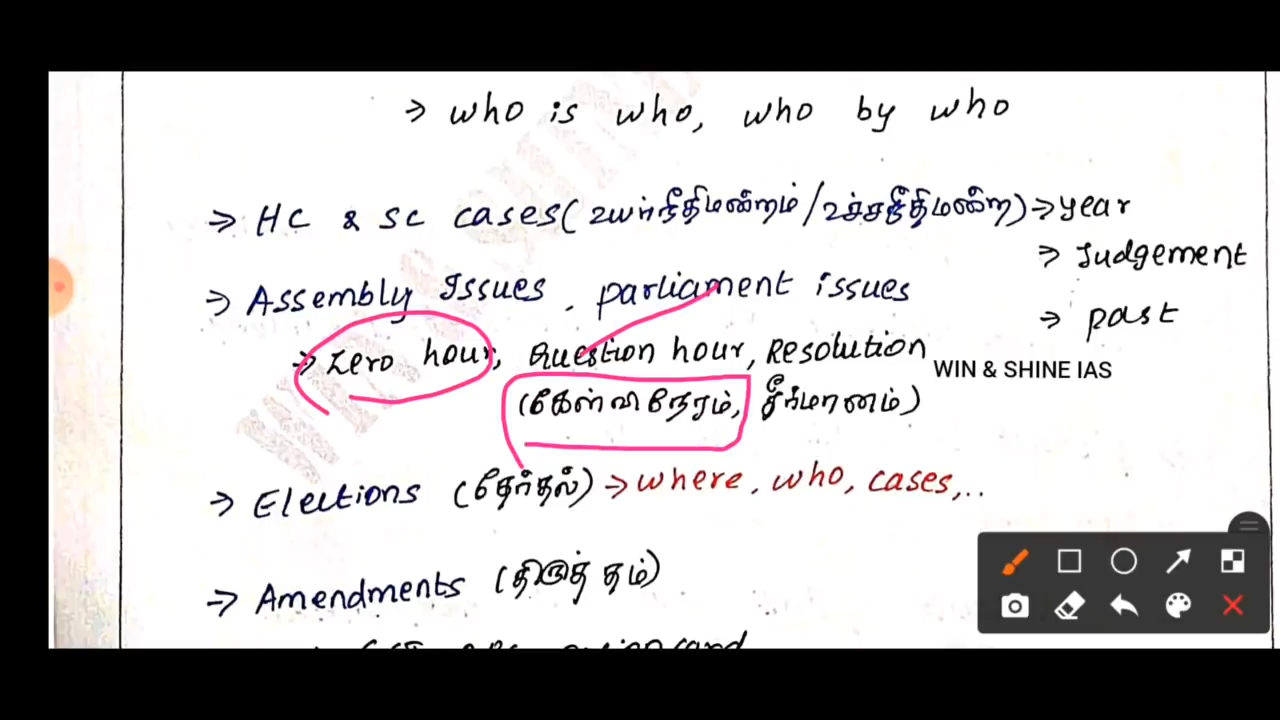 → who is who, who by who
→ HC & SC cases (உயர்நீதிமன்றம் / உச்சநீதிமன்ற) → year
→ Judgement
→ Assembly Issues, parliament issues
→ past
→ Zero hour, Question hour, Resolution
WIN & SHINE IAS
(கேள்வி நேரம், தீர்மானம்)
→ Elections (தேர்தல்) → where, who, cases,..
→ Amendments (திருத்தம்)